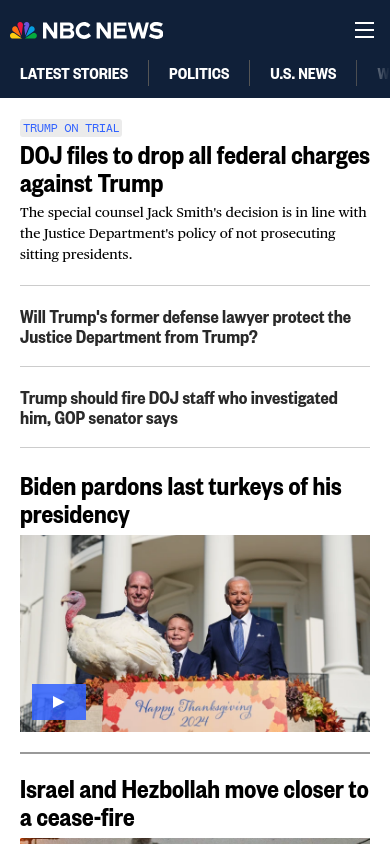 NBC NEWS
LATEST STORIES
POLITICS
U.S. NEWS
TRUMP ON TRIAL
DOJ files to drop all federal charges
against Trump
The special counsel Jack Smith's decision is in line with
the Justice Department's policy of not prosecuting
sitting presidents.
Will Trump's former defense lawyer protect the
Justice Department from Trump?
Trump should fire DOJ staff who investigated
him, GOP senator says
Biden pardons last turkeys of his
presidency
Happy Thanksgiving
2024
Israel and Hezbollah move closer to
a cease-fire